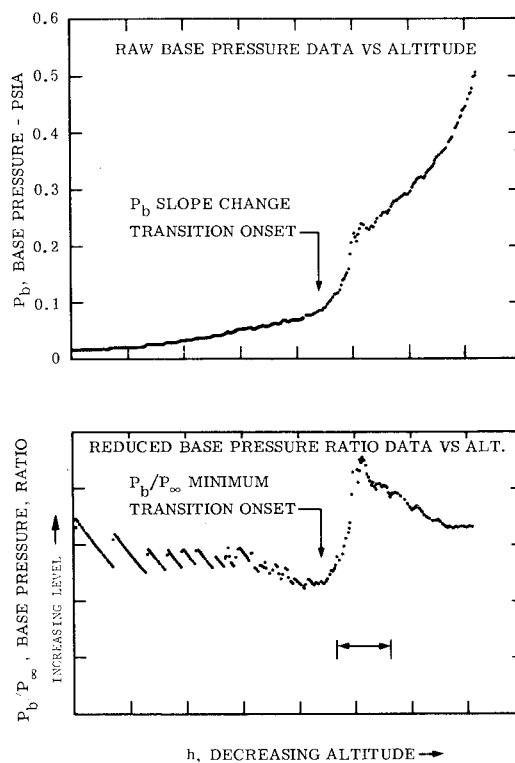 RAW BASE PRESSURE DATA VS ALTITUDE
P_b, BASE PRESSURE - PSIA
0.6
0.5
0.4
0.3
0.2
0.1
0
P_b SLOPE CHANGE
TRANSITION ONSET
REDUCED BASE PRESSURE RATIO DATA VS ALT.
P_b/P_∞, BASE PRESSURE, RATIO
INCREASING LEVEL
P_b/P_∞ MINIMUM
TRANSITION ONSET
h, DECREASING ALTITUDE